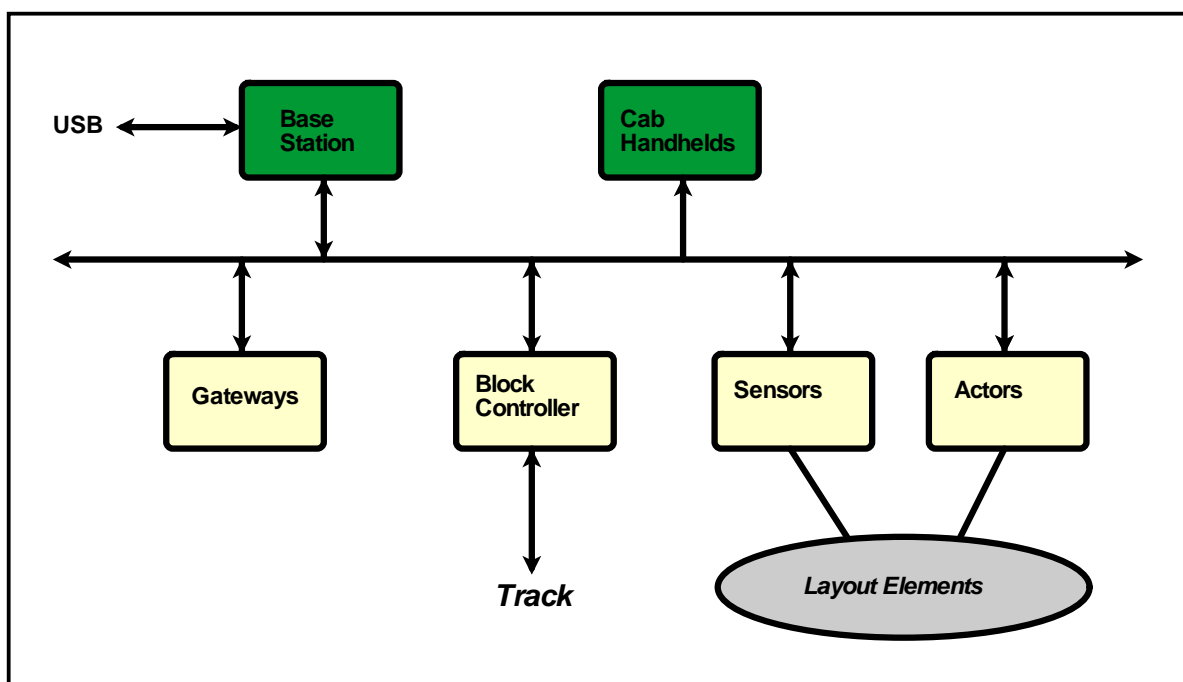 USB
Base
Station
Cab
Handhelds
Gateways
Block
Controller
Sensors
Actors
Track
Layout Elements